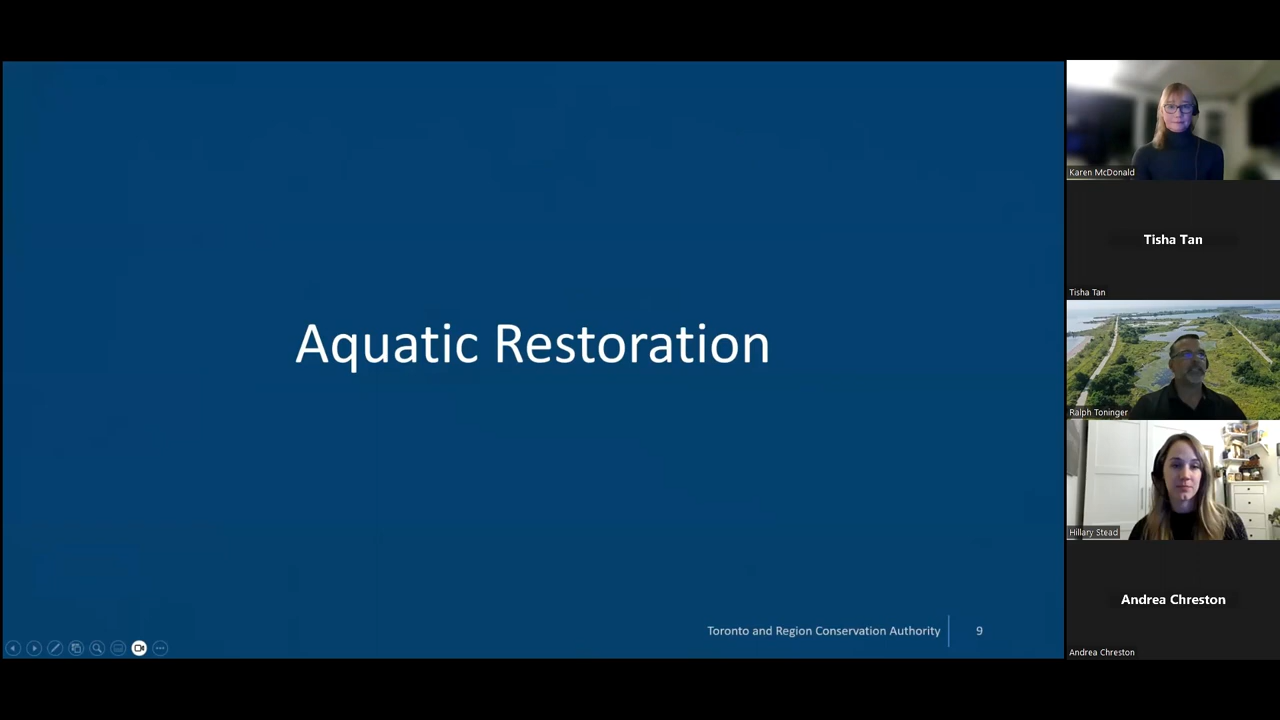 Aquatic Restoration
Toronto and Region Conservation Authority
9
Karen McDonald
Tisha Tan
Tisha Tan
Ralph Toninger
Hillary Stead
Andrea Chreston
Andrea Chreston